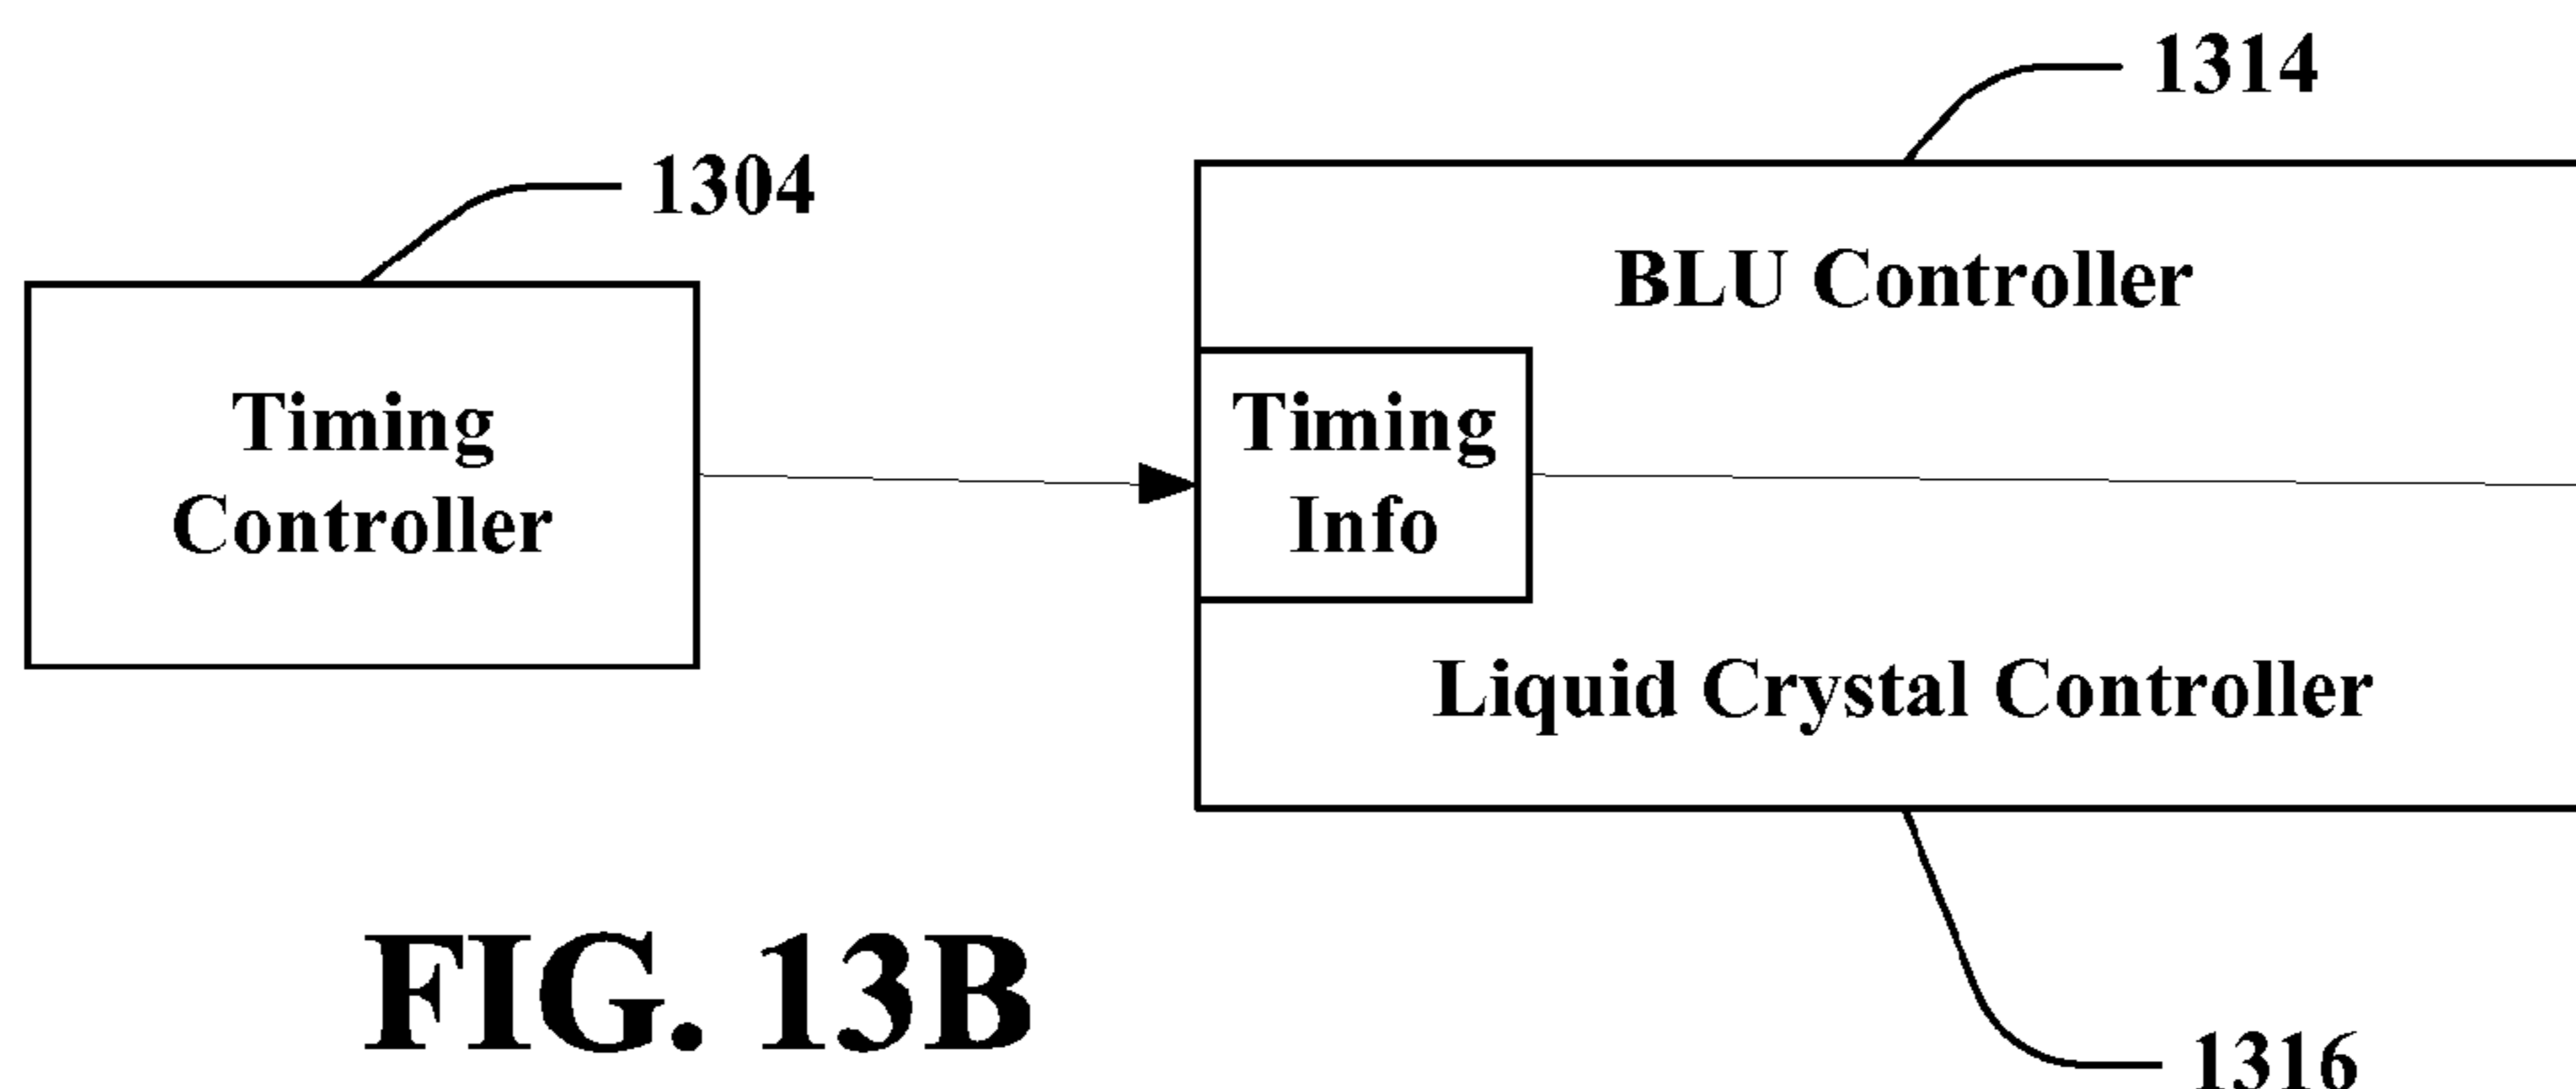 1314
1304
BLU Controller
Timing
Controller
Timing
Info
Liquid Crystal Controller
FIG. 13B
1316